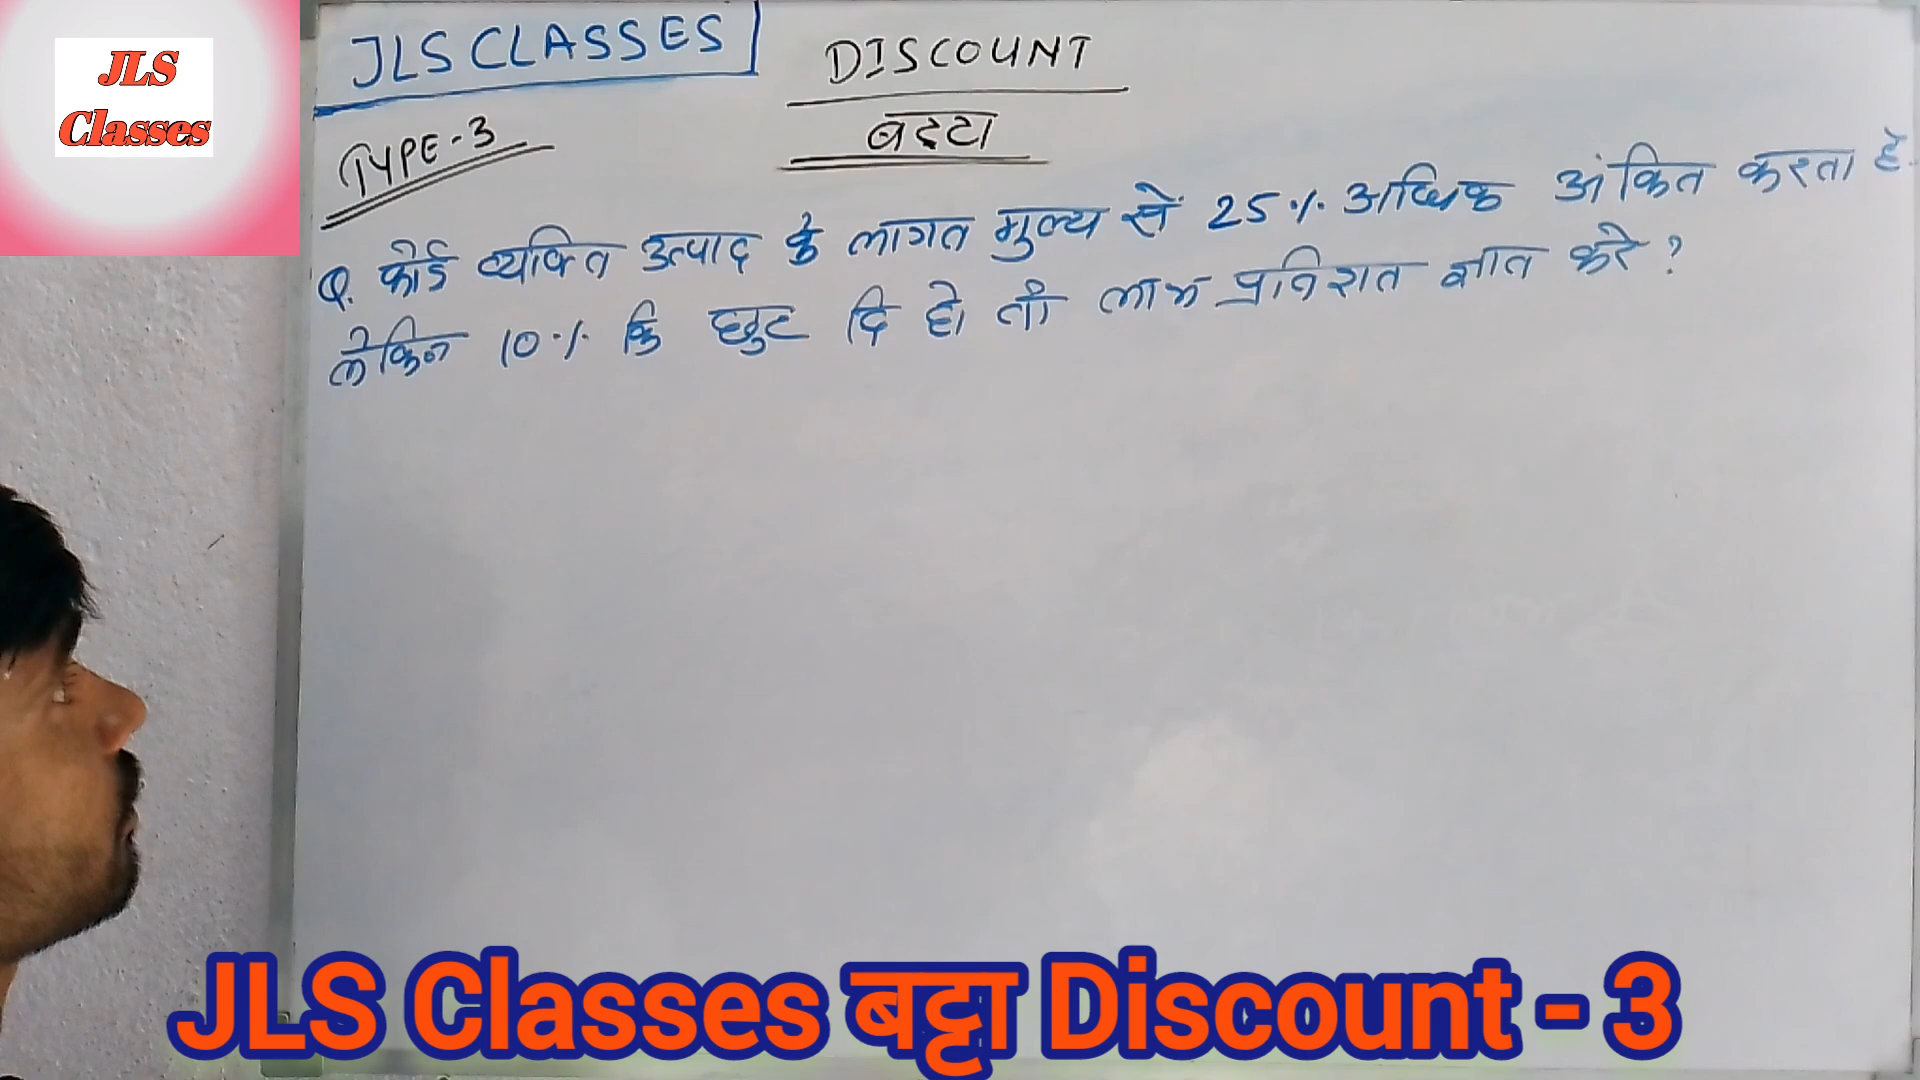 JLS
Classes
JLS CLASSES
DISCOUNT
बट्टा
TYPE-3
Q. कोई व्यक्ति उत्पाद के लागत मुल्य से 25% अधिक अंकित करता है
लेकिन 10% कि छुट दि हो तो लाभ प्रतिशत ज्ञात करे ?
JLS Classes बट्टा Discount - 3